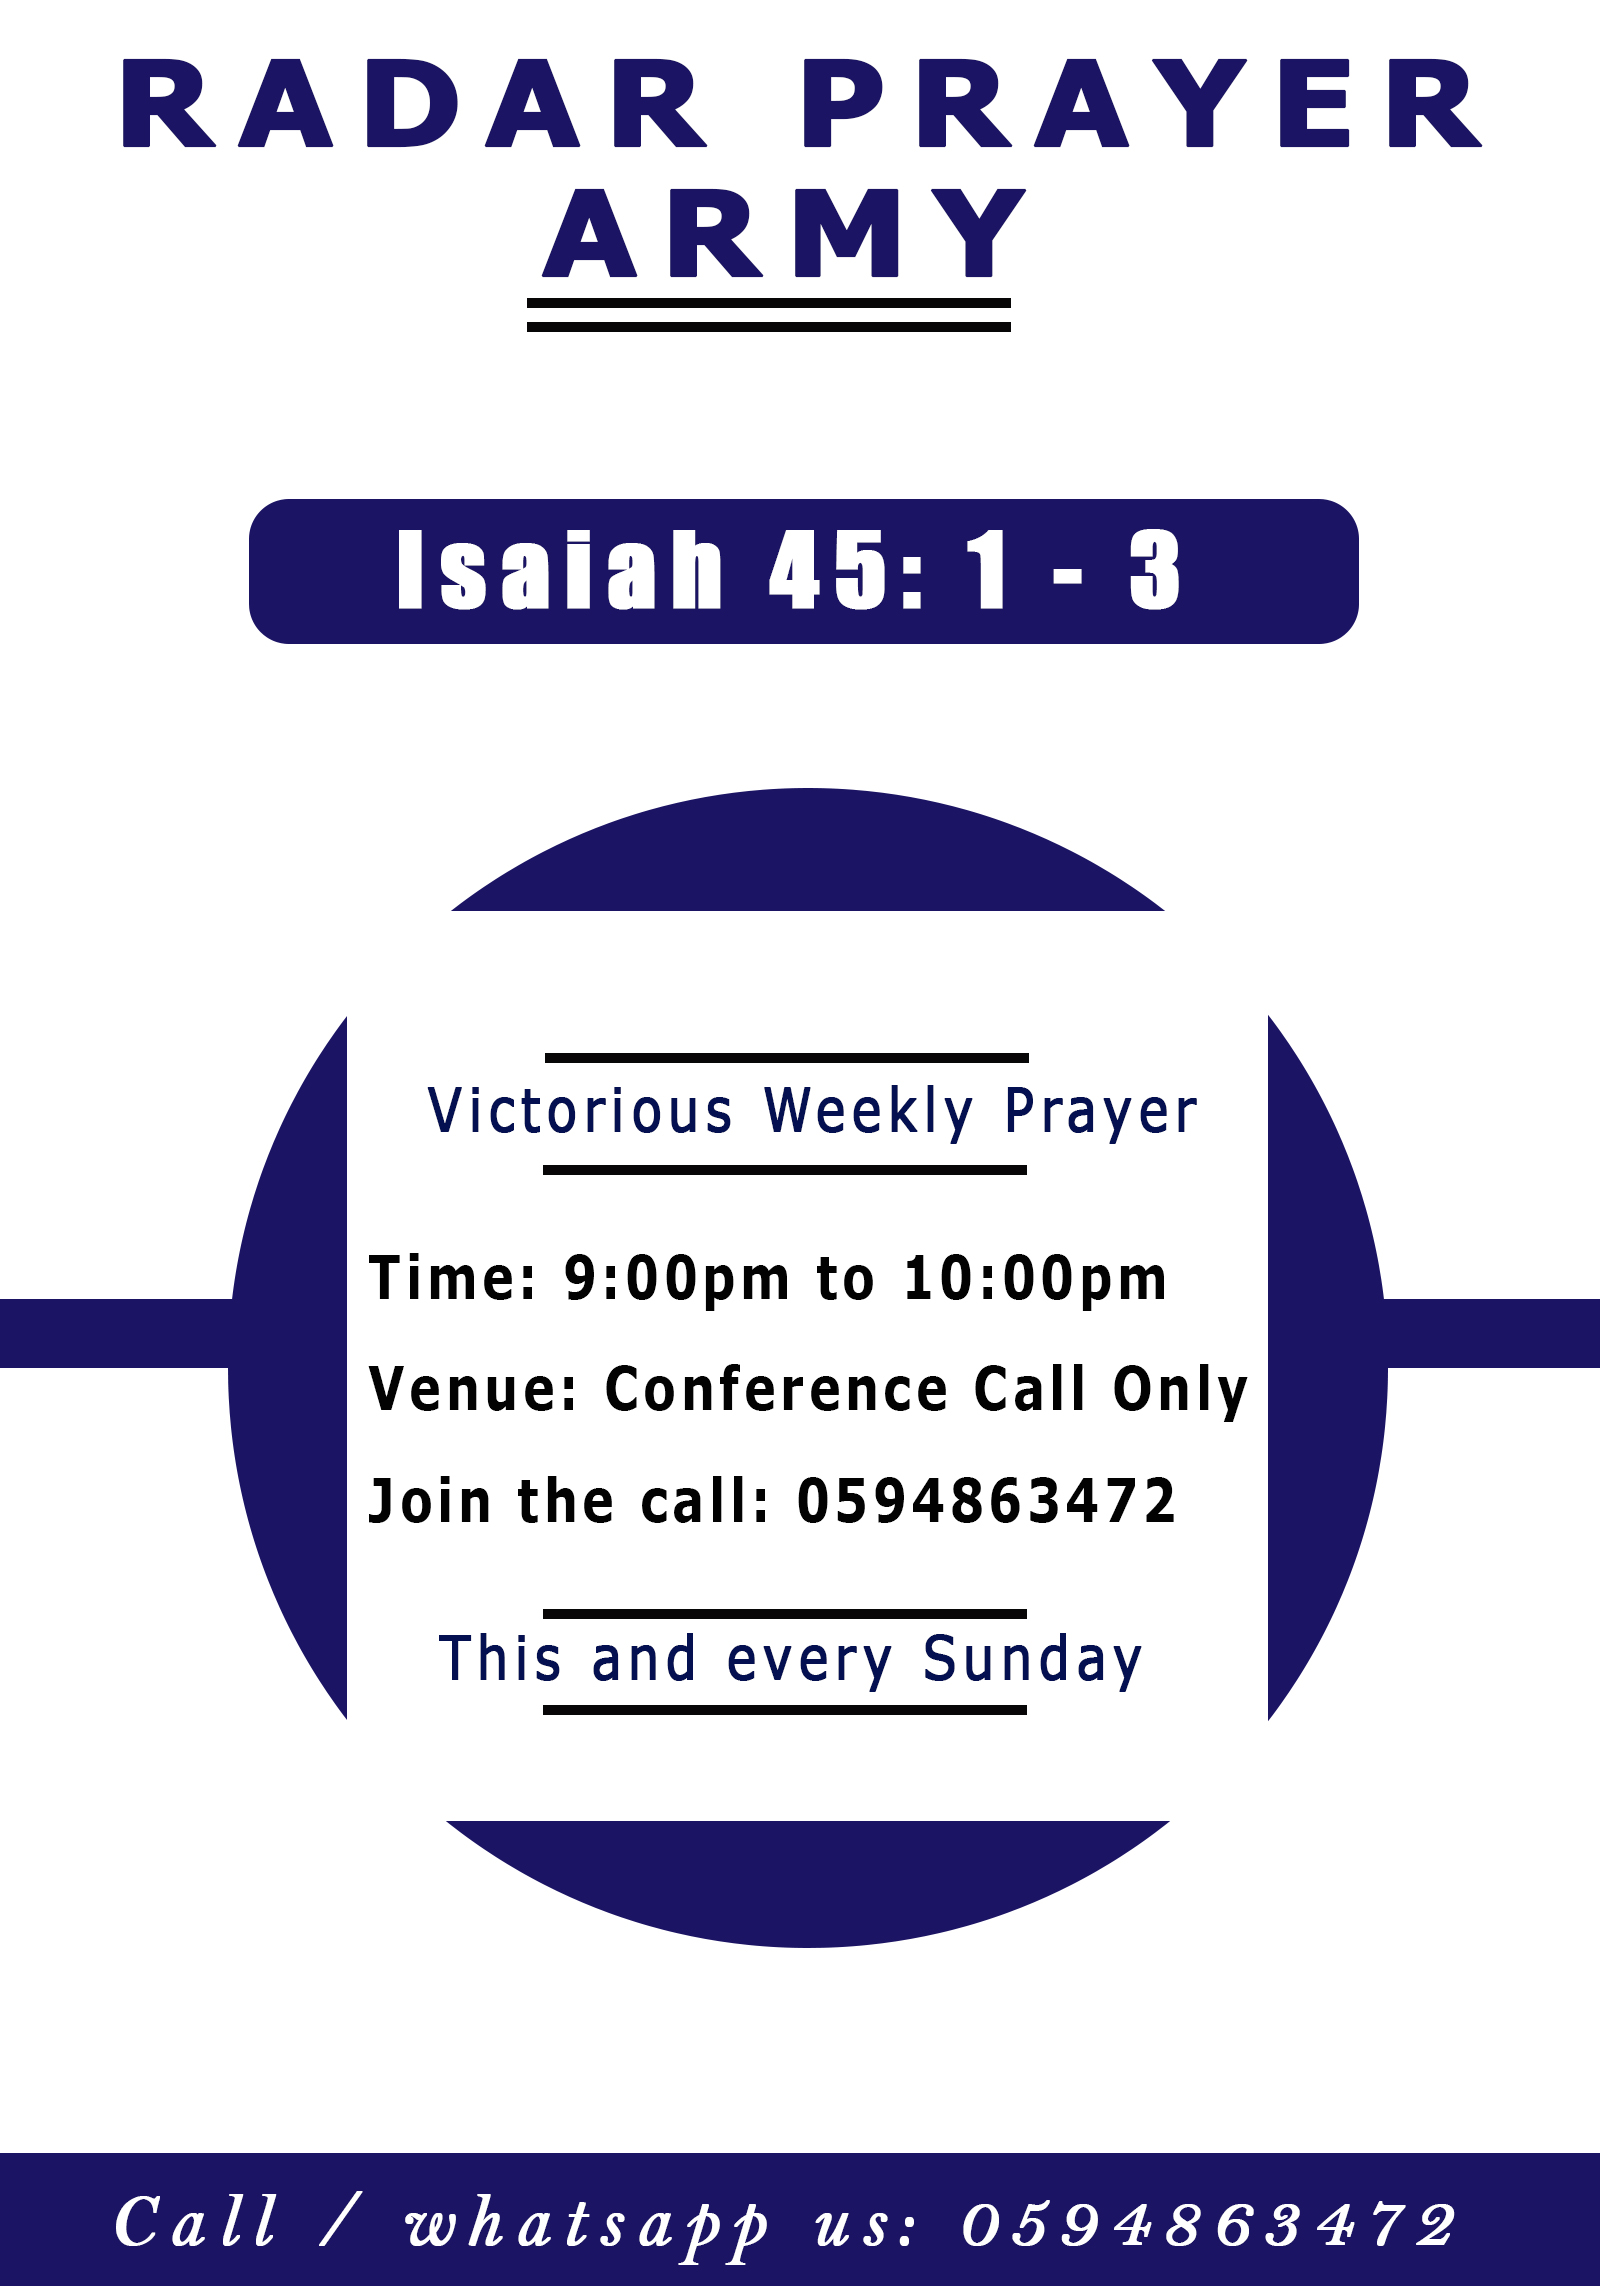 RADAR PRAYER
ARMY
Isaiah 45: 1 - 3
Victorious Weekly Prayer
Time: 9:00pm to 10:00pm
Venue: Conference Call Only
Join the call: 0594863472
This and every Sunday
Call / whatsapp us: 0594863472